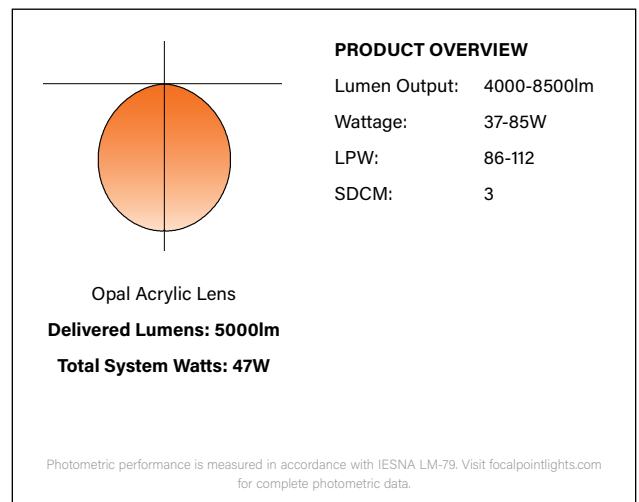 PRODUCT OVERVIEW
Lumen Output: 4000-8500lm
Wattage: 37-85W
LPW: 86-112
SDCM: 3
Opal Acrylic Lens
Delivered Lumens: 5000lm
Total System Watts: 47W
Photometric performance is measured in accordance with IESNA LM-79. Visit focalpointlights.com
for complete photometric data.